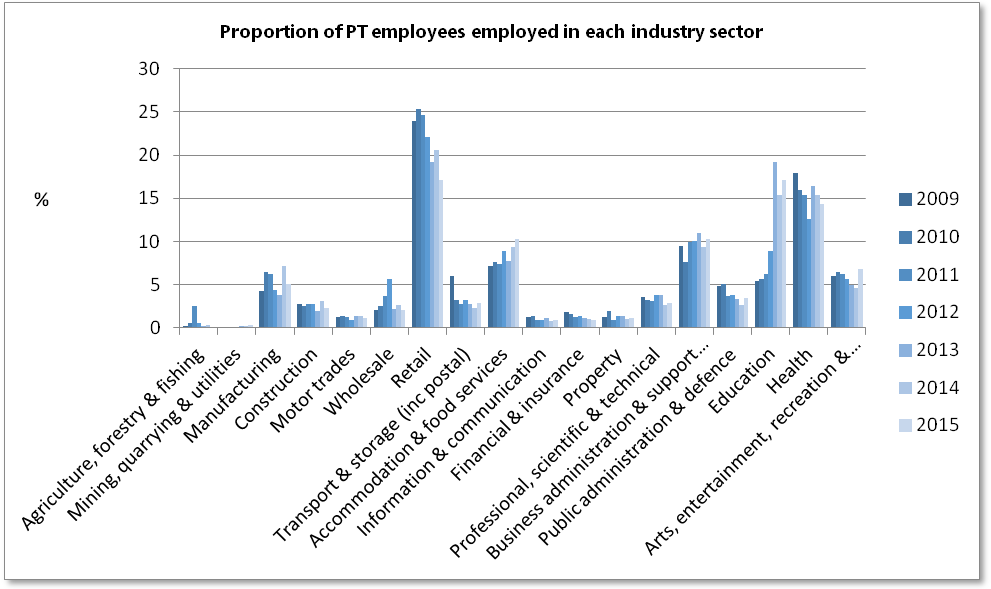 Proportion of PT employees employed in each industry sector
30
25
20
15
10
5
0
%
Agriculture, forestry & fishing
Mining, quarrying & utilities
Manufacturing
Construction
Motor trades
Wholesale
Retail
Transport & storage (inc postal)
Accommodation & food services
Information & communication
Financial & insurance
Property
Professional, scientific & technical
Business administration & support...
Public administration & defence
Education
Health
Arts, entertainment, recreation &...
2009
2010
2011
2012
2013
2014
2015